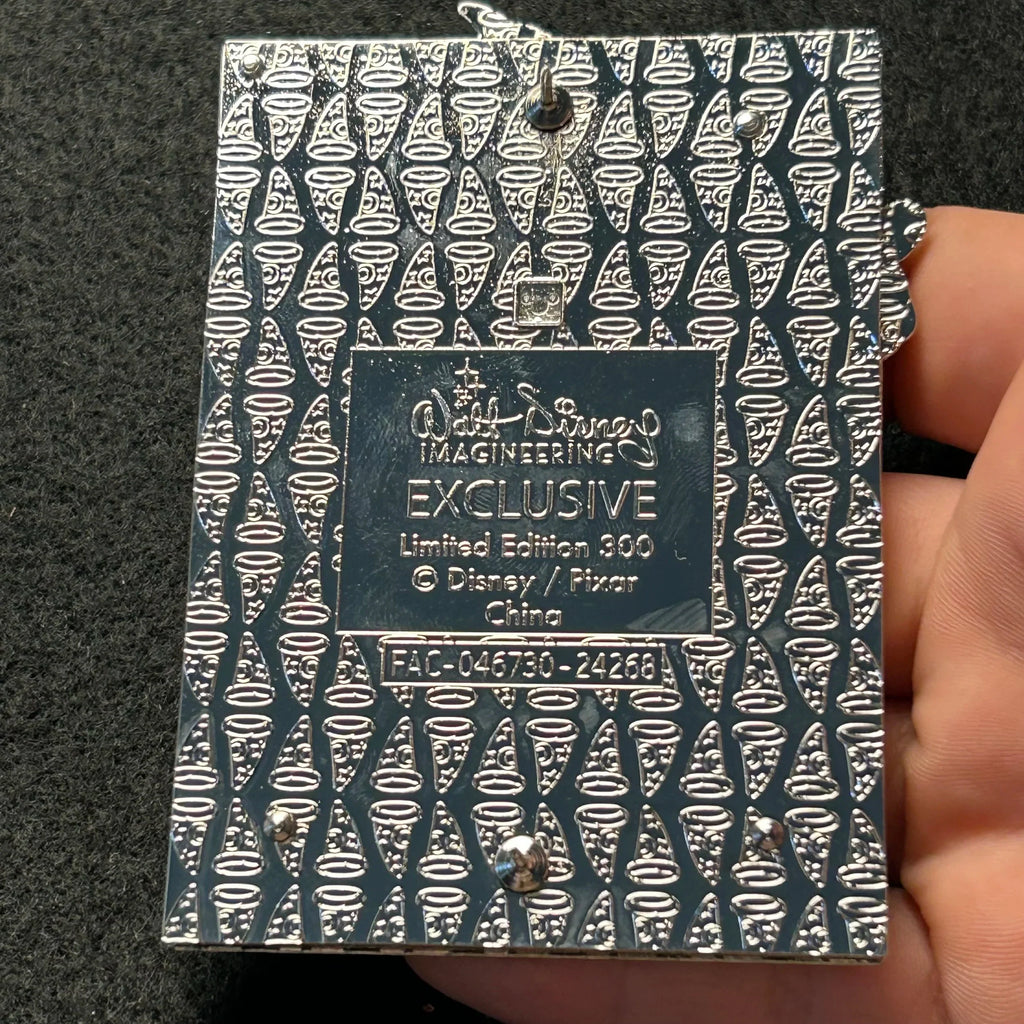 Walt Disney
IMAGINEERING
EXCLUSIVE
Limited Edition 300
© Disney / Pixar
China
FAC-046730-24268